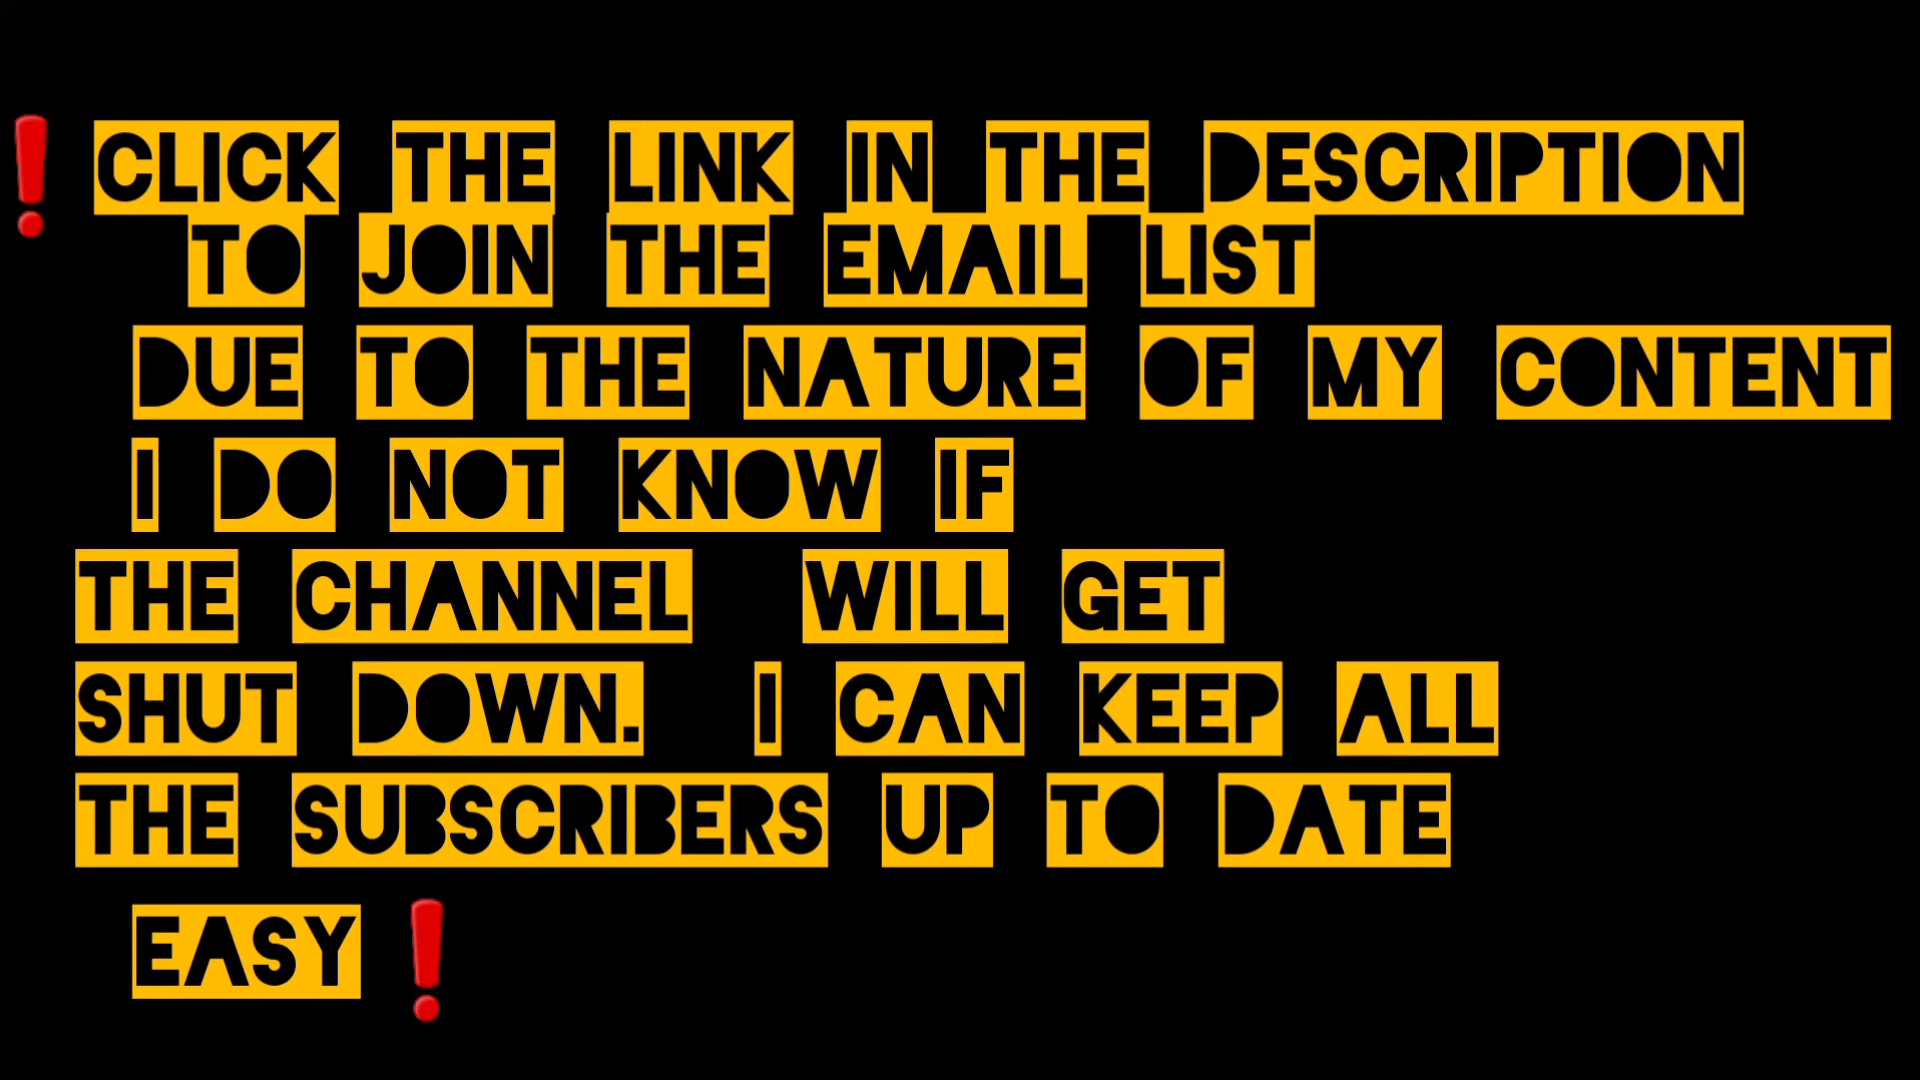 ❗CLICK THE LINK IN THE DESCRIPTION
TO JOIN THE EMAIL LIST
DUE TO THE NATURE OF MY CONTENT
I DO NOT KNOW IF
THE CHANNEL WILL GET
SHUT DOWN. I CAN KEEP ALL
THE SUBSCRIBERS UP TO DATE
EASY❗